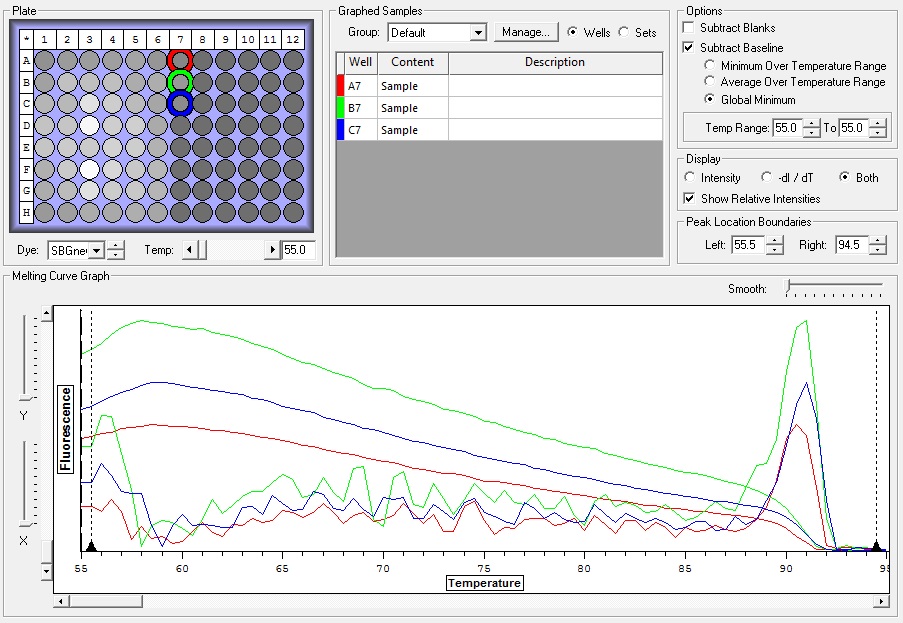 Plate
* 1 2 3 4 5 6 7 8 9 10 11 12
A
B
C
D
E
F
G
H
Dye: SBGne Temp: 55.0
Graphed Samples
Group: Default Manage... Wells Sets
Well Content Description
A7 Sample
B7 Sample
C7 Sample
Options
Subtract Blanks
Subtract Baseline
Minimum Over Temperature Range
Average Over Temperature Range
Global Minimum
Temp Range: 55.0 To 55.0
Display
Intensity -dI / dT Both
Show Relative Intensities
Peak Location Boundaries
Left: 55.5 Right: 94.5
Melting Curve Graph
Smooth:
Y
X
Fluorescence
55 60 65 70 75 80 85 90 95
Temperature